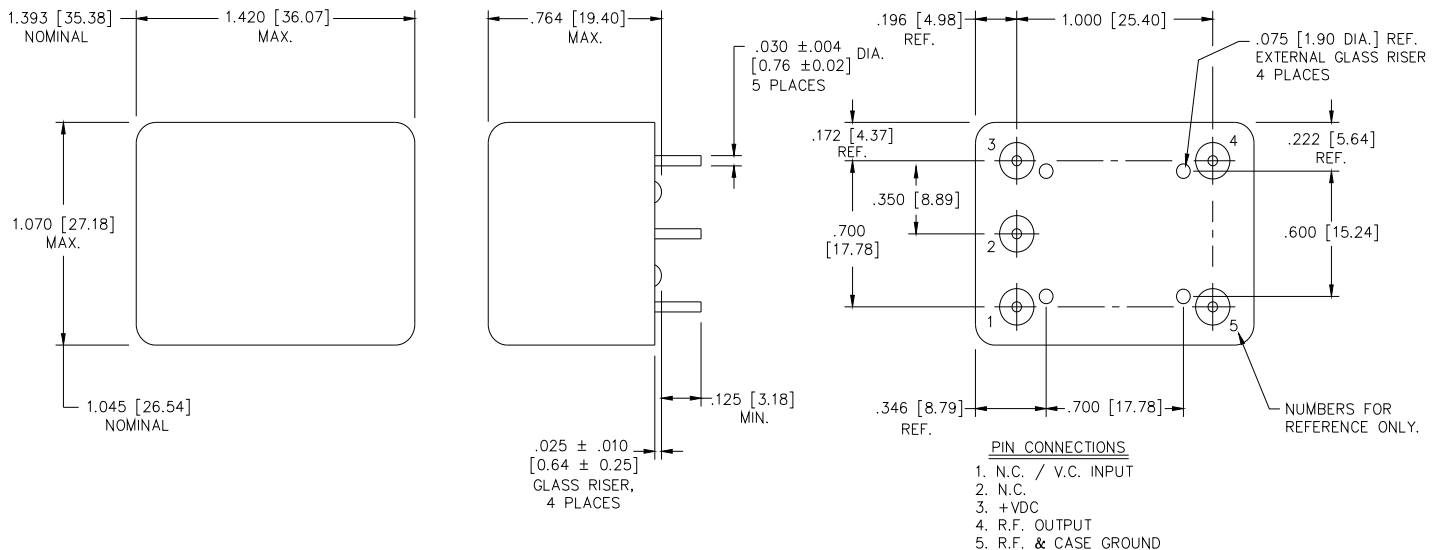 1.393 [35.38]
NOMINAL
1.420 [36.07]
MAX.
.764 [19.40]
MAX.
.030 ±.004 DIA.
[0.76 ±0.02]
5 PLACES
.196 [4.98]
REF.
1.000 [25.40]
.075 [1.90 DIA.] REF.
EXTERNAL GLASS RISER
4 PLACES
.172 [4.37]
REF.
3
4
.222 [5.64]
REF.
1.070 [27.18]
MAX.
.350 [8.89]
.700
[17.78]
2
.600 [15.24]
1
5
1.045 [26.54]
NOMINAL
.125 [3.18]
MIN.
.346 [8.79]
REF.
.700 [17.78]
NUMBERS FOR
REFERENCE ONLY.
.025 ± .010
[0.64 ± 0.25]
GLASS RISER,
4 PLACES
PIN CONNECTIONS
1. N.C. / V.C. INPUT
2. N.C.
3. +VDC
4. R.F. OUTPUT
5. R.F. & CASE GROUND